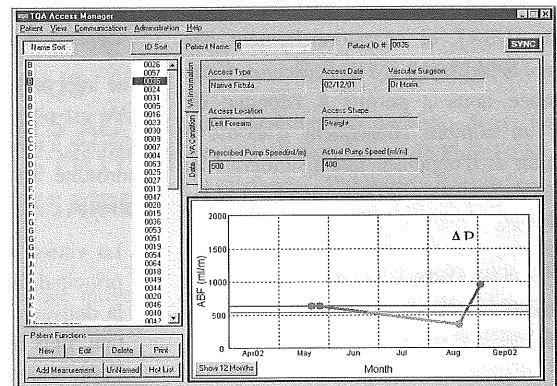 TQA Access Manager
Patient View Communications Administration Help
Name Sort ID Sort Patient Name: B Patient ID #: 0035 SYNC
B 0026
B 0057
B 0035
B 0024
B 0031
B 0005
C 0016
C 0023
C 0030
C 0009
C 0007
D 0004
D 0063
D 0025
D 0027
F 0013
F 0047
F 0020
F 0015
G 0036
G 0053
G 0051
G 0019
H 0054
J 0064
J 0018
J 0049
J 0044
J 0020
K 0046
L 0009
0042
VA Information
VA Condition
Data
Access Type Access Date Vascular Surgeon
Native Fistula 02/12/01 Dr Morin
Access Location Access Shape
Left Forearm Straight
Prescribed Pump Speed(ml/m) Actual Pump Speed (ml/m)
500 400
2000
1500
1000
500
0
ABF (ml/m)
Δ D
Apr02 May Jun Jul Aug Sep02
Month
Show 12 Months
Patient Functions
New Edit Delete Print
Add Measurement UnNamed Hot List